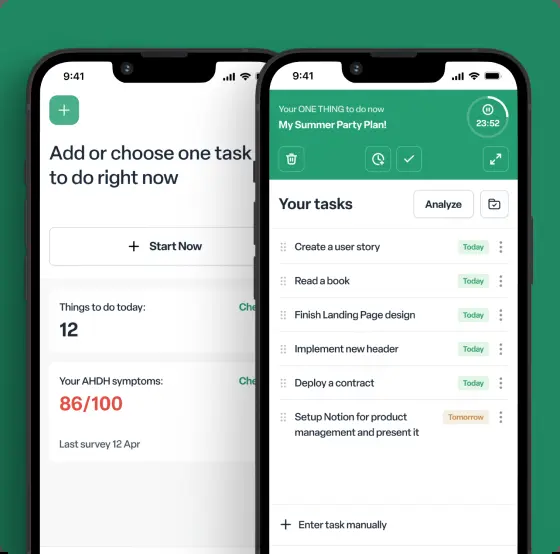 9:41
Add or choose one task
to do right now
Start Now
Things to do today:
12
Your AHDH symptoms:
86/100
Last survey 12 Apr
9:41
Your ONE THING to do now
My Summer Party Plan!
23:52
Your tasks
Analyze
Create a user story
Today
Read a book
Today
Finish Landing Page design
Today
Implement new header
Today
Deploy a contract
Today
Setup Notion for product
management and present it
Tomorrow
Enter task manually